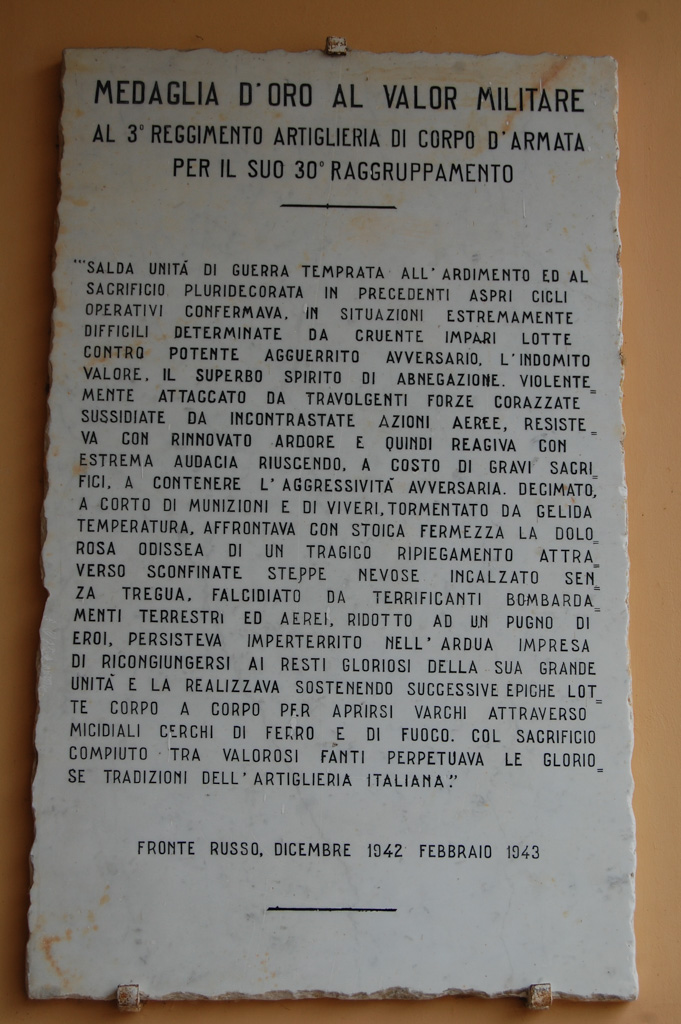 MEDAGLIA D'ORO AL VALOR MILITARE
AL 3° REGGIMENTO ARTIGLIERIA DI CORPO D'ARMATA
PER IL SUO 30° RAGGRUPPAMENTO
"SALDA UNITÁ DI GUERRA TEMPRATA ALL'ARDIMENTO ED AL
SACRIFICIO PLURIDECORATA IN PRECEDENTI ASPRI CICLI
OPERATIVI CONFERMAVA, IN SITUAZIONI ESTREMAMENTE
DIFFICILI DETERMINATE DA CRUENTE IMPARI LOTTE
CONTRO POTENTE AGGUERRITO AVVERSARIO, L'INDOMITO
VALORE, IL SUPERBO SPIRITO DI ABNEGAZIONE. VIOLENTE=
MENTE ATTACCATO DA TRAVOLGENTI FORZE CORAZZATE
SUSSIDIATE DA INCONTRASTATE AZIONI AEREE, RESISTE=
VA CON RINNOVATO ARDORE E QUINDI REAGIVA CON
ESTREMA AUDACIA RIUSCENDO, A COSTO DI GRAVI SACRI=
FICI, A CONTENERE L'AGGRESSIVITÁ AVVERSARIA. DECIMATO,
A CORTO DI MUNIZIONI E DI VIVERI, TORMENTATO DA GELIDA
TEMPERATURA, AFFRONTAVA CON STOICA FERMEZZA LA DOLO=
ROSA ODISSEA DI UN TRAGICO RIPIEGAMENTO ATTRA=
VERSO SCONFINATE STEPPE NEVOSE INCALZATO SEN=
ZA TREGUA, FALCIDIATO DA TERRIFICANTI BOMBARDA=
MENTI TERRESTRI ED AEREI, RIDOTTO AD UN PUGNO DI
EROI, PERSISTEVA IMPERTERRITO NELL'ARDUA IMPRESA
DI RICONGIUNGERSI AI RESTI GLORIOSI DELLA SUA GRANDE
UNITÁ E LA REALIZZAVA SOSTENENDO SUCCESSIVE EPICHE LOT=
TE CORPO A CORPO PER APRIRSI VARCHI ATTRAVERSO
MICIDIALI CERCHI DI FERRO E DI FUOCO. COL SACRIFICIO
COMPIUTO TRA VALOROSI FANTI PERPETUAVA LE GLORIO=
SE TRADIZIONI DELL'ARTIGLIERIA ITALIANA."
FRONTE RUSSO, DICEMBRE 1942 FEBBRAIO 1943